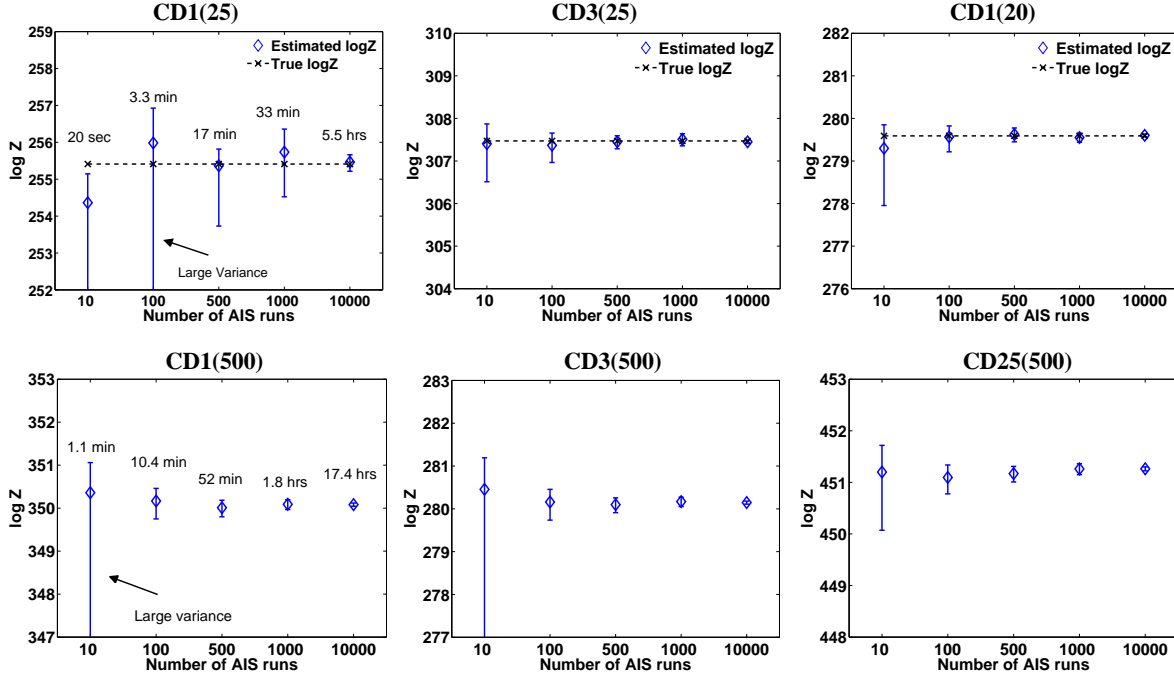 CD1(25)
259
258
257
256
255
254
253
252
log Z
Estimated logZ
True logZ
20 sec
3.3 min
17 min
33 min
5.5 hrs
Large Variance
10
100
500
1000
10000
Number of AIS runs
CD3(25)
310
309
308
307
306
305
304
log Z
Estimated logZ
True logZ
10
100
500
1000
10000
Number of AIS runs
CD1(20)
282
281
280
279
278
277
276
log Z
Estimated logZ
True logZ
10
100
500
1000
10000
Number of AIS runs
CD1(500)
353
352
351
350
349
348
347
log Z
1.1 min
10.4 min
52 min
1.8 hrs
17.4 hrs
Large variance
10
100
500
1000
10000
Number of AIS runs
CD3(500)
283
282
281
280
279
278
277
log Z
10
100
500
1000
10000
Number of AIS runs
CD25(500)
453
452
451
450
449
448
log Z
10
100
500
1000
10000
Number of AIS runs